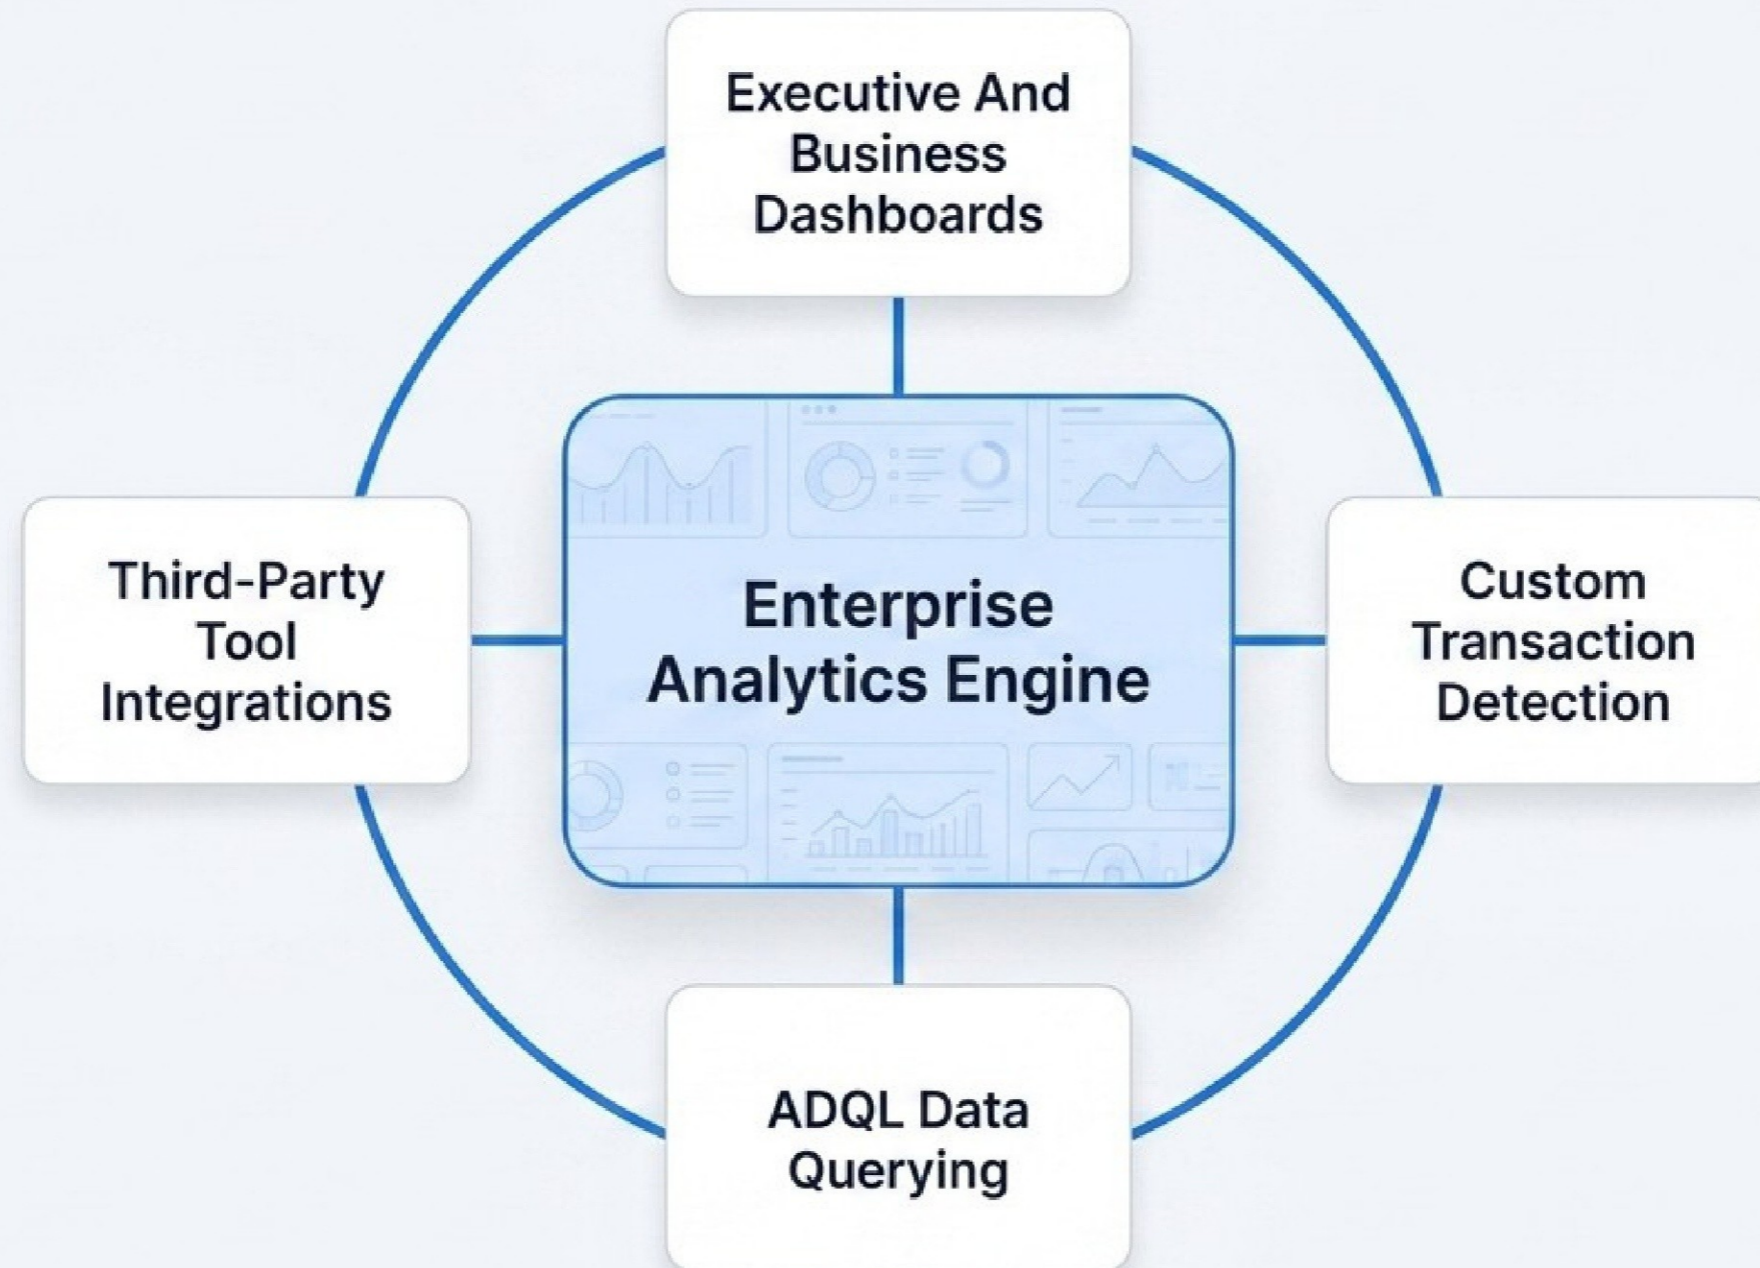 Executive And
Business
Dashboards
Third-Party
Tool
Integrations
Enterprise
Analytics Engine
Custom
Transaction
Detection
ADQL Data
Querying